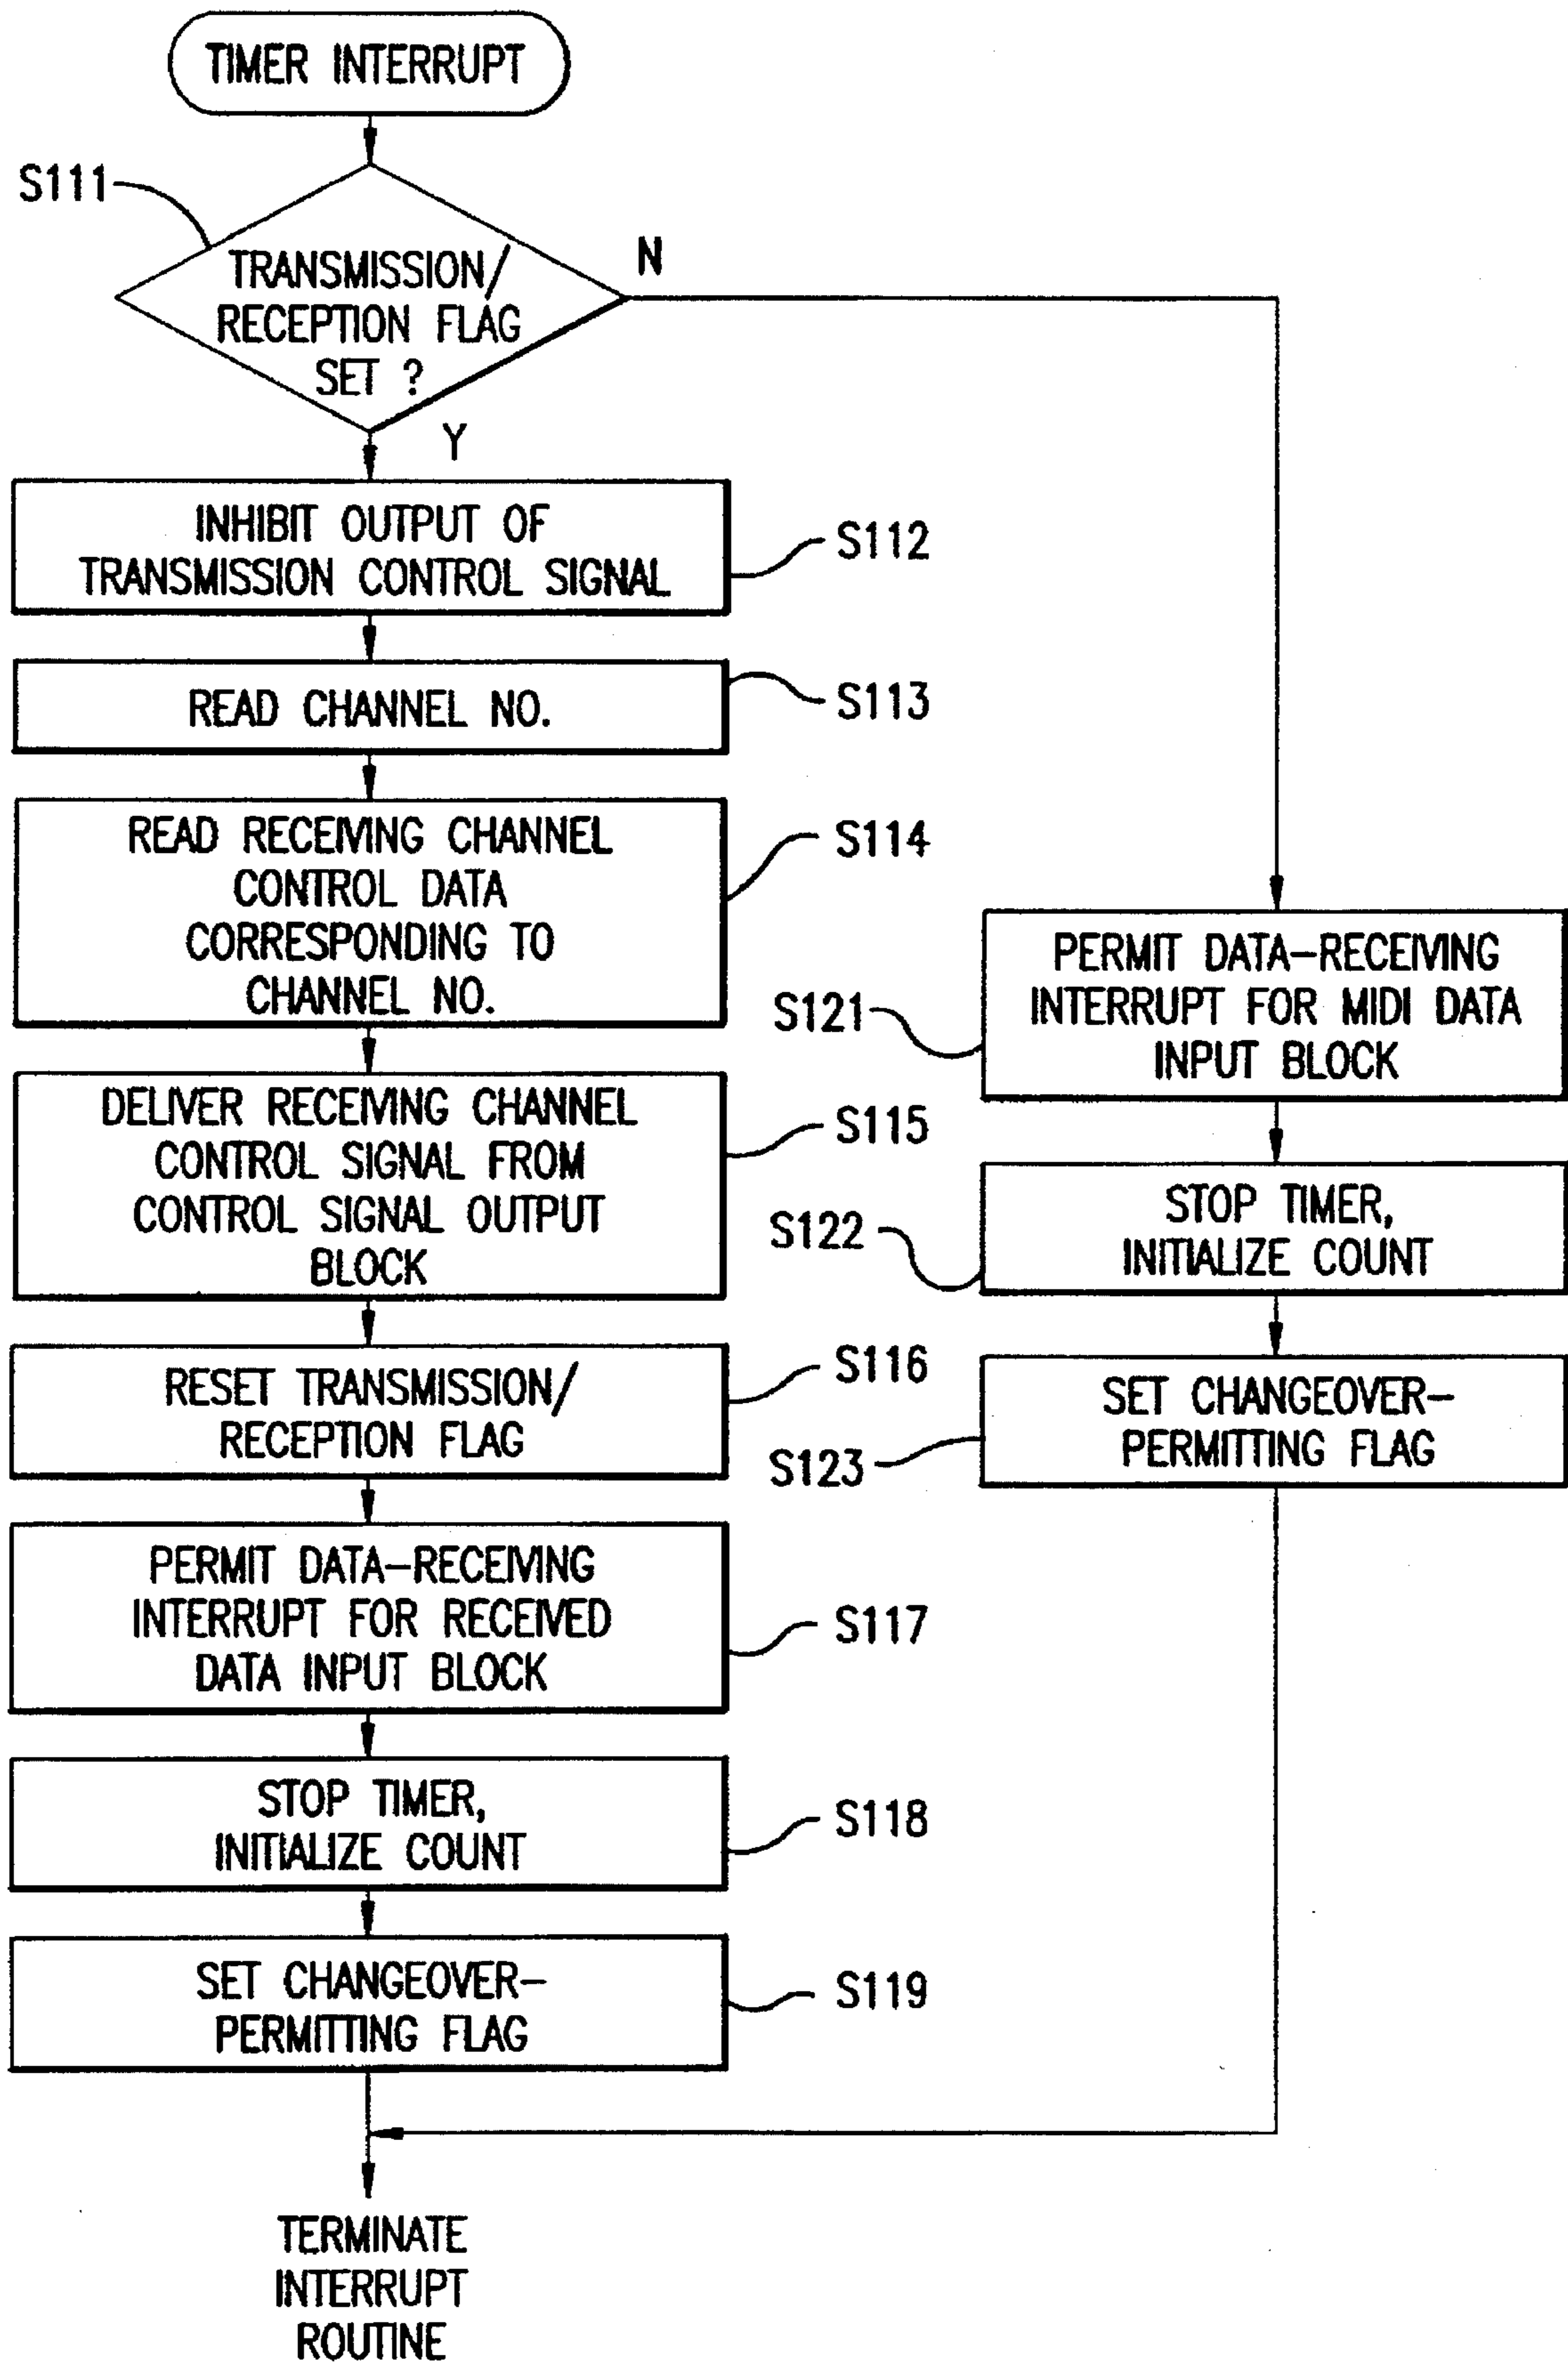 TIMER INTERRUPT
S111
TRANSMISSION/
RECEPTION FLAG
SET ?
N
Y
INHIBIT OUTPUT OF
TRANSMISSION CONTROL SIGNAL
S112
READ CHANNEL NO.
S113
READ RECEIVING CHANNEL
CONTROL DATA
CORRESPONDING TO
CHANNEL NO.
S114
DELIVER RECEIVING CHANNEL
CONTROL SIGNAL FROM
CONTROL SIGNAL OUTPUT
BLOCK
S115
RESET TRANSMISSION/
RECEPTION FLAG
S116
PERMIT DATA-RECEIVING
INTERRUPT FOR RECEIVED
DATA INPUT BLOCK
S117
STOP TIMER,
INITIALIZE COUNT
S118
SET CHANGEOVER-
PERMITTING FLAG
S119
PERMIT DATA-RECEIVING
INTERRUPT FOR MIDI DATA
INPUT BLOCK
S121
STOP TIMER,
INITIALIZE COUNT
S122
SET CHANGEOVER-
PERMITTING FLAG
S123
TERMINATE
INTERRUPT
ROUTINE